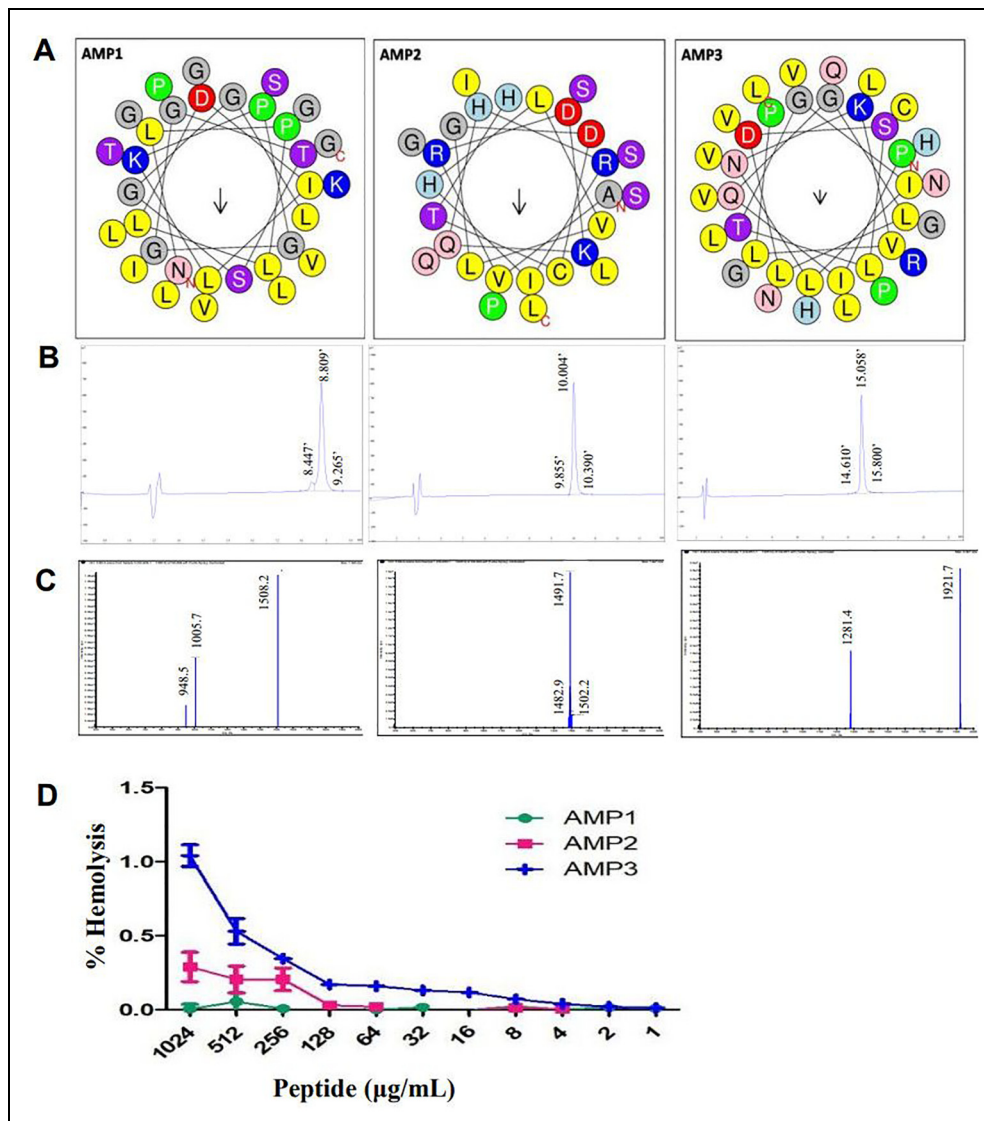 A
AMP1
AMP2
AMP3
G
P
D
G
S
G
G
P
P
G
G
L
T
G
C
T
K
I
K
G
L
L
L
G
G
V
I
N
N
L
S
L
L
L
V
I
H
H
L
S
D
D
G
G
R
R
S
H
A
S
N
T
V
Q
Q
K
L
L
V
I
C
P
L
C
V
Q
L
L
G
G
K
C
C
P
S
V
D
P
H
N
V
N
I
N
V
Q
L
G
T
L
L
V
R
G
L
L
I
L
P
N
H
L
B
8.447'
8.809'
9.265'
9.855'
10.004'
10.390'
14.610'
15.058'
15.800'
C
948.5
1005.7
1508.2
1482.9
1491.7
1502.2
1281.4
1921.7
D
1.5
1.0
0.5
0.0
% Hemolysis
AMP1
AMP2
AMP3
1024
512
256
128
64
32
16
8
4
2
1
Peptide (μg/mL)